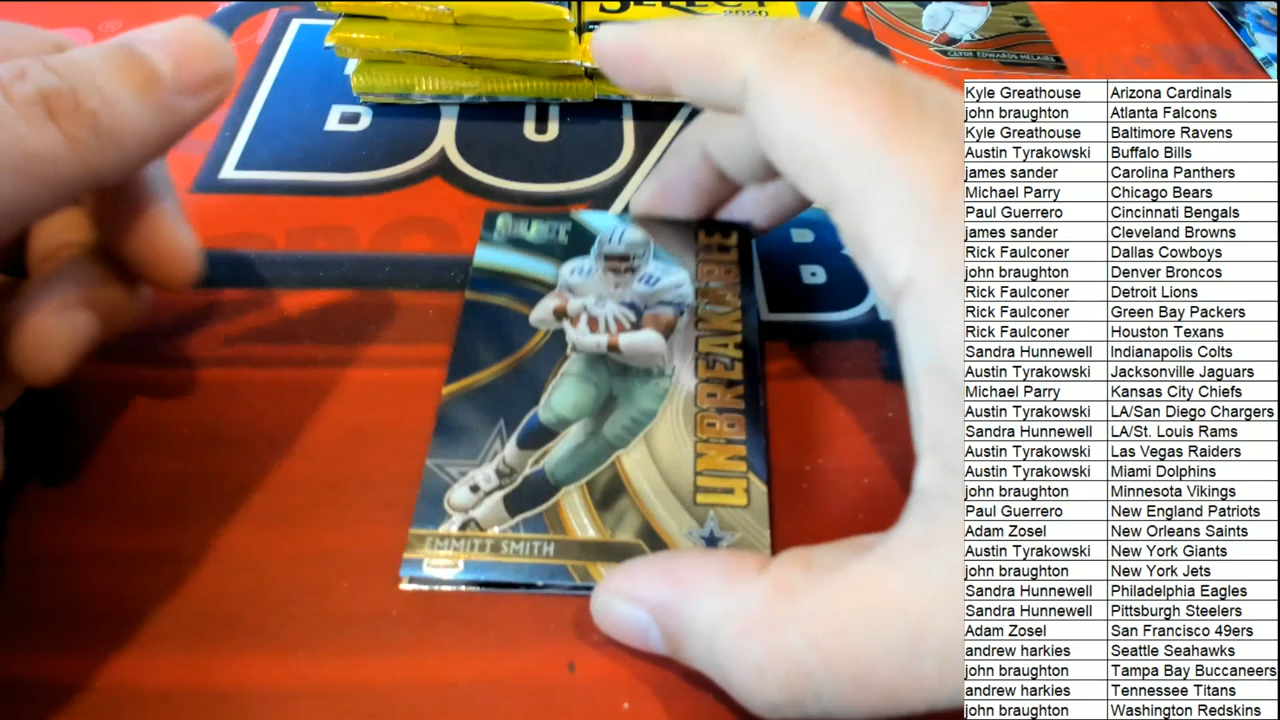 SELECT
2020
CLYDE EDWARDS-HELAIRE
D U
U
D
SELECT
UNBREAKABLE
EMMITT SMITH
Kyle Greathouse Arizona Cardinals
john braughton Atlanta Falcons
Kyle Greathouse Baltimore Ravens
Austin Tyrakowski Buffalo Bills
james sander Carolina Panthers
Michael Parry Chicago Bears
Paul Guerrero Cincinnati Bengals
james sander Cleveland Browns
Rick Faulconer Dallas Cowboys
john braughton Denver Broncos
Rick Faulconer Detroit Lions
Rick Faulconer Green Bay Packers
Rick Faulconer Houston Texans
Sandra Hunnewell Indianapolis Colts
Austin Tyrakowski Jacksonville Jaguars
Michael Parry Kansas City Chiefs
Austin Tyrakowski LA/San Diego Chargers
Sandra Hunnewell LA/St. Louis Rams
Austin Tyrakowski Las Vegas Raiders
Austin Tyrakowski Miami Dolphins
john braughton Minnesota Vikings
Paul Guerrero New England Patriots
Adam Zosel New Orleans Saints
Austin Tyrakowski New York Giants
john braughton New York Jets
Sandra Hunnewell Philadelphia Eagles
Sandra Hunnewell Pittsburgh Steelers
Adam Zosel San Francisco 49ers
andrew harkies Seattle Seahawks
john braughton Tampa Bay Buccaneers
andrew harkies Tennessee Titans
john braughton Washington Redskins